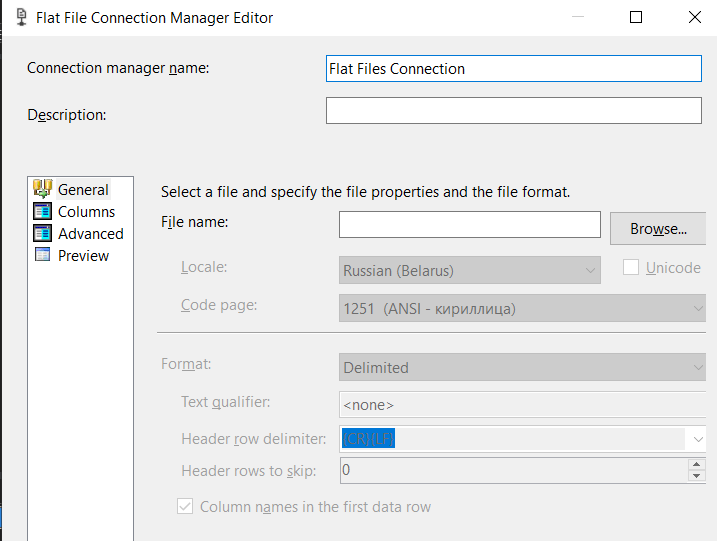 Flat File Connection Manager Editor
Connection manager name:
Flat Files Connection
Description:
General
Columns
Advanced
Preview
Select a file and specify the file properties and the file format.
File name:
Browse...
Locale:
Russian (Belarus)
Unicode
Code page:
1251 (ANSI - кириллица)
Format:
Delimited
Text qualifier:
<none>
Header row delimiter:
{CR}{LF}
Header rows to skip:
0
Column names in the first data row